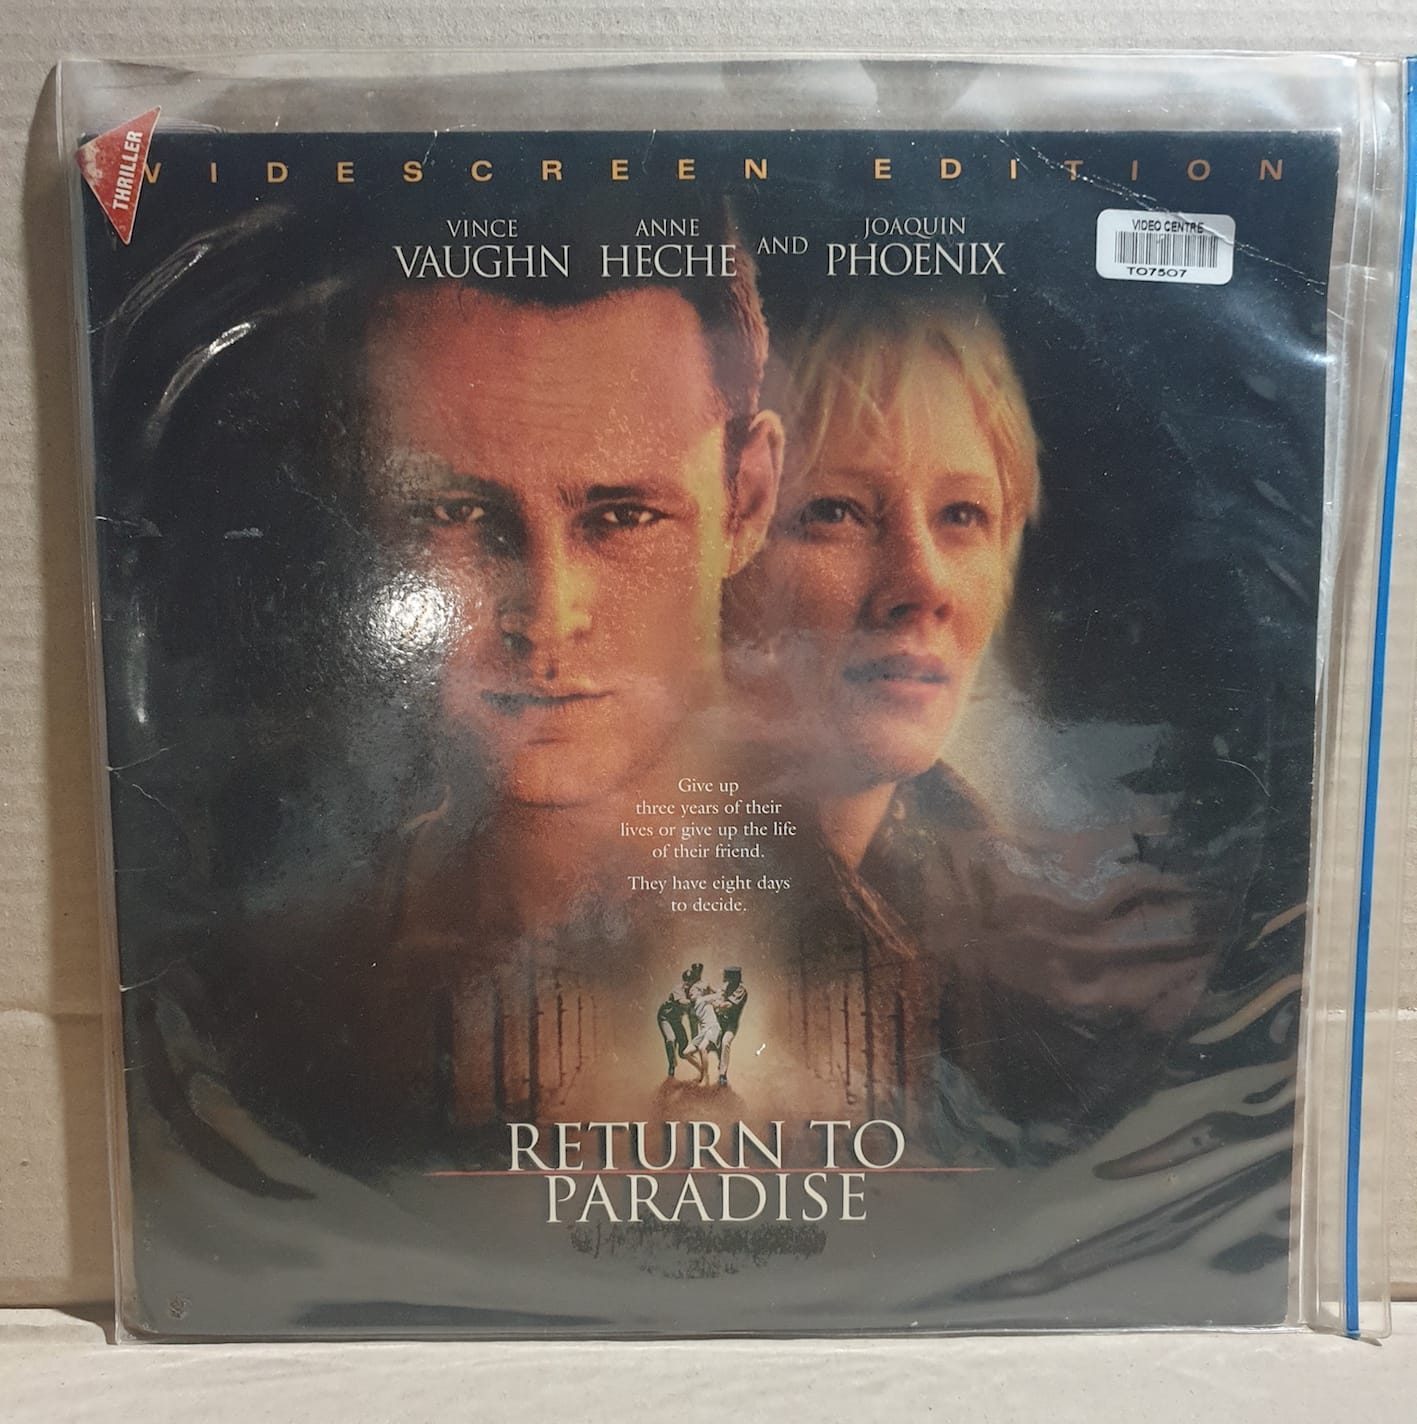 THRILLER
WIDESCREEN EDITION
VINCE VAUGHN ANNE HECHE AND JOAQUIN PHOENIX
VIDEO CENTRE
T07507
Give up
three years of their
lives or give up the life
of their friend.
They have eight days
to decide.
RETURN TO
PARADISE